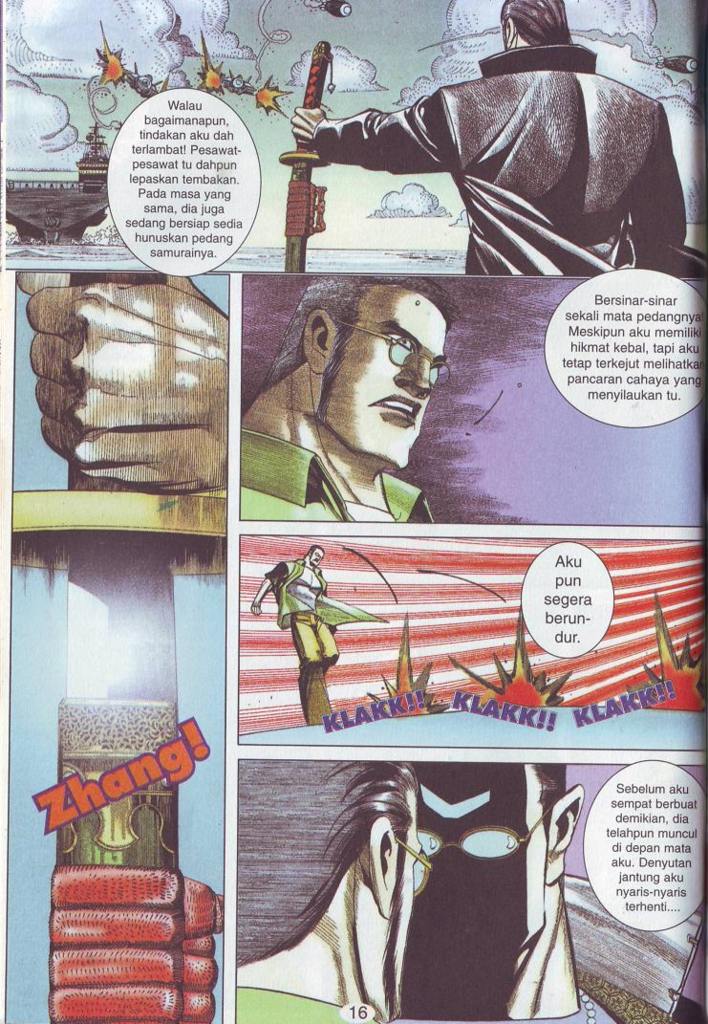 Walau
bagaimanapun,
tindakan aku dah
terlambat! Pesawat-
pesawat tu dahpun
lepaskan tembakan.
Pada masa yang
sama, dia juga
sedang bersiap sedia
hunuskan pedang
samurainya.
Bersinar-sinar
sekali mata pedangnya!
Meskipun aku memiliki
hikmat kebal, tapi aku
tetap terkejut melihatkan
pancaran cahaya yang
menyilaukan tu.
Zhang!
Aku
pun
segera
berun-
dur.
KLAKK!! KLAKK!! KLAKK!!
Sebelum aku
sempat berbuat
demikian, dia
telahpun muncul
di depan mata
aku. Denyutan
jantung aku
nyaris-nyaris
terhenti....
16